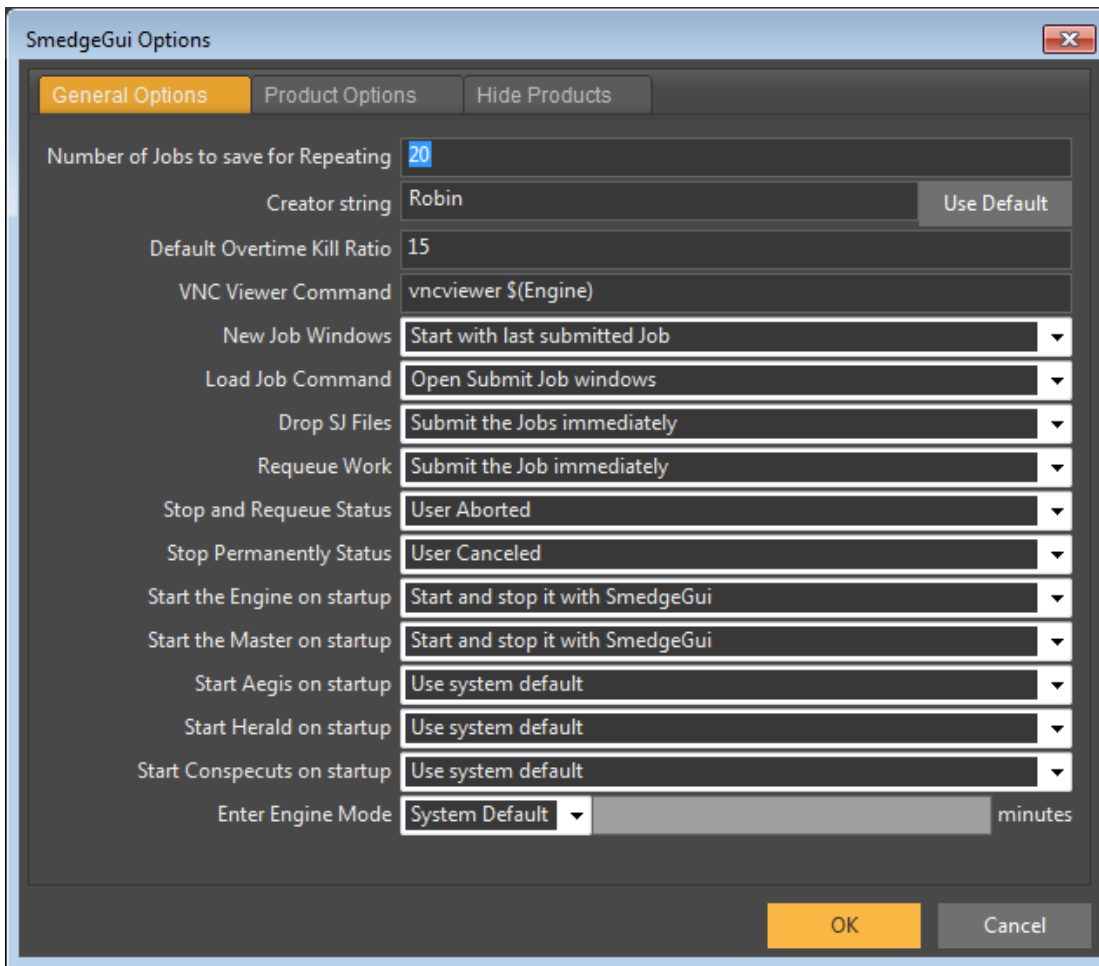 SmedgeGui Options
General Options Product Options Hide Products
Number of Jobs to save for Repeating 20
Creator string Robin Use Default
Default Overtime Kill Ratio 15
VNC Viewer Command vncviewer $(Engine)
New Job Windows Start with last submitted Job
Load Job Command Open Submit Job windows
Drop SJ Files Submit the Jobs immediately
Requeue Work Submit the Job immediately
Stop and Requeue Status User Aborted
Stop Permanently Status User Canceled
Start the Engine on startup Start and stop it with SmedgeGui
Start the Master on startup Start and stop it with SmedgeGui
Start Aegis on startup Use system default
Start Herald on startup Use system default
Start Conspecuts on startup Use system default
Enter Engine Mode System Default minutes
OK Cancel